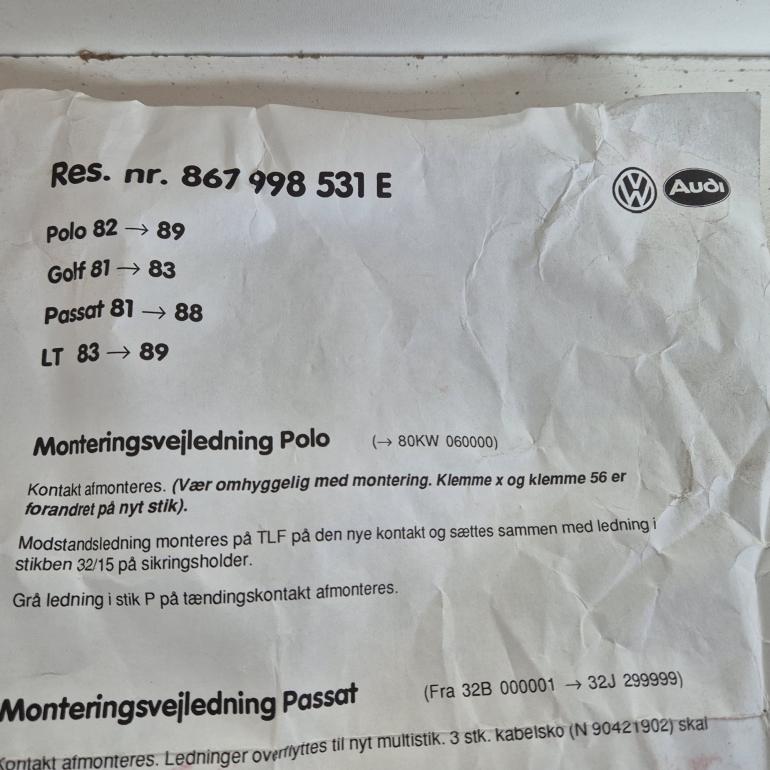 Res. nr. 867 998 531 E
Audi
Polo 82 → 89
Golf 81 → 83
Passat 81 → 88
LT 83 → 89
Monteringsvejledning Polo (→ 80KW 060000)
Kontakt afmonteres. (Vær omhyggelig med montering. Klemme x og klemme 56 er
forandret på nyt stik).
Modstandsledning monteres på TLF på den nye kontakt og sættes sammen med ledning i
stikben 32/15 på sikringsholder.
Grå ledning i stik P på tændingskontakt afmonteres.
Monteringsvejledning Passat (Fra 32B 000001 → 32J 299999)
Kontakt afmonteres. Ledninger overflyttes til nyt multistik. 3 stk. kabelsko (N 90421902) skal